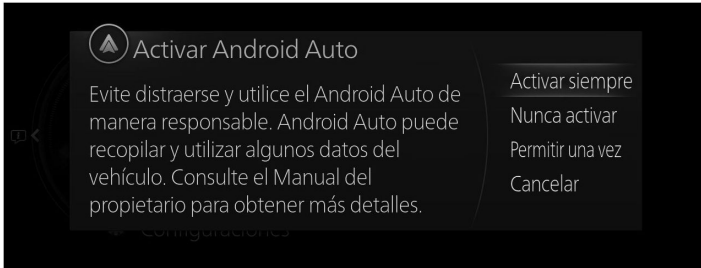 Activar Android Auto
Evite distraerse y utilice el Android Auto de
manera responsable. Android Auto puede
recopilar y utilizar algunos datos del
vehículo. Consulte el Manual del
propietario para obtener más detalles.
Activar siempre
Nunca activar
Permitir una vez
Cancelar
Configuraciones